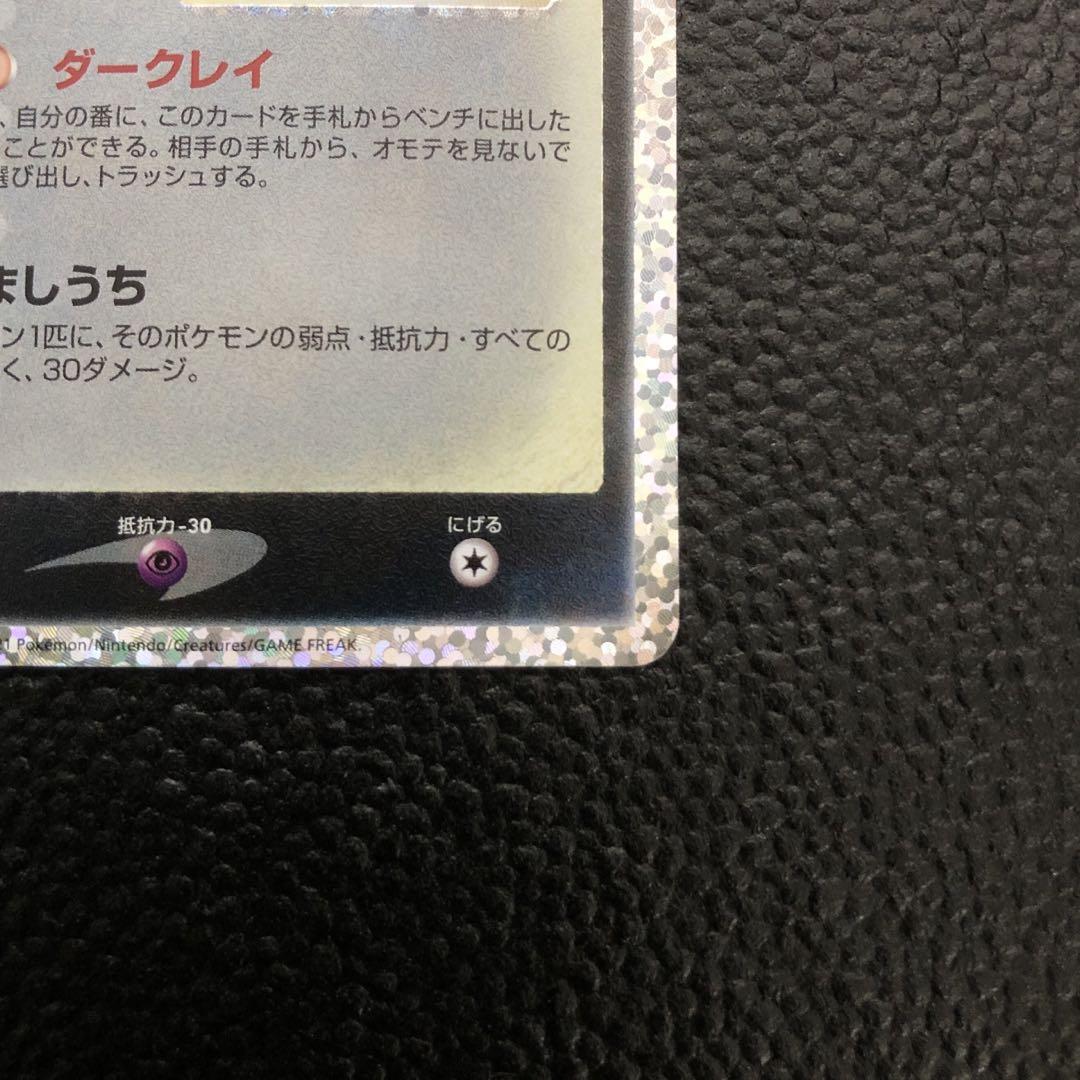 ダークレイ
、自分の番に、このカードを手札からベンチに出した
ことができる。相手の手札から、オモテを見ないで
選び出し、トラッシュする。
ましうち
ン1匹に、そのポケモンの弱点・抵抗力・すべての
く、30ダメージ。
抵抗力-30
にげる
21 Pokémon/Nintendo/Creatures/GAME FREAK.